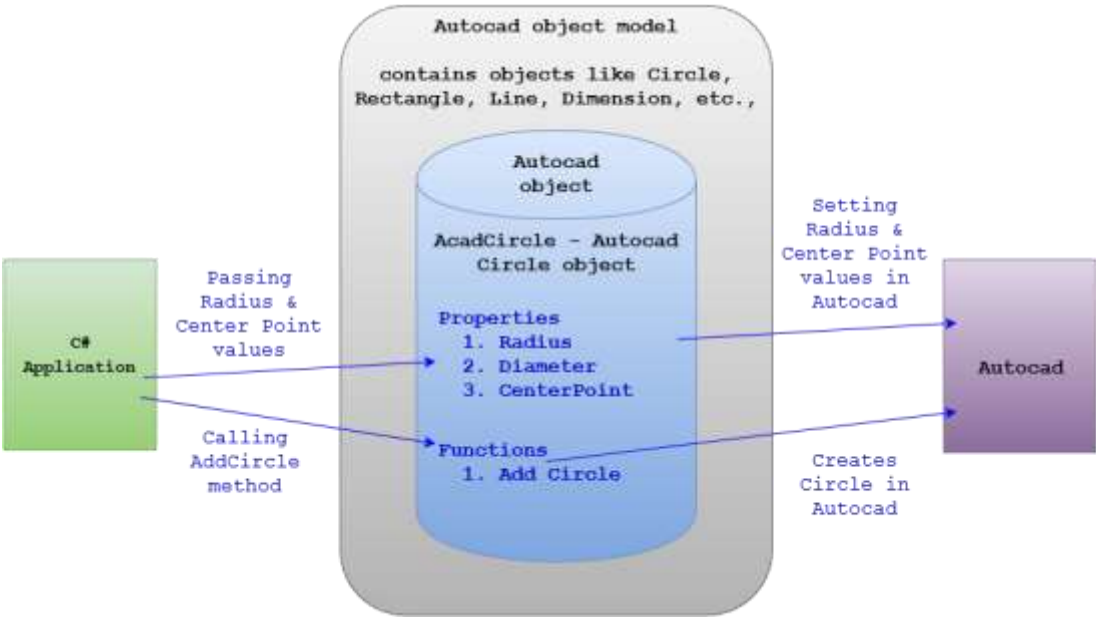 Autocad object model
contains objects like Circle,
Rectangle, Line, Dimension, etc.,
Autocad
object
AcadCircle - Autocad
Circle object
Properties
1. Radius
2. Diameter
3. CenterPoint
Functions
1. Add Circle
C#
Application
Passing
Radius &
Center Point
values
Calling
AddCircle
method
Setting
Radius &
Center Point
values in
Autocad
Autocad
Creates
Circle in
Autocad